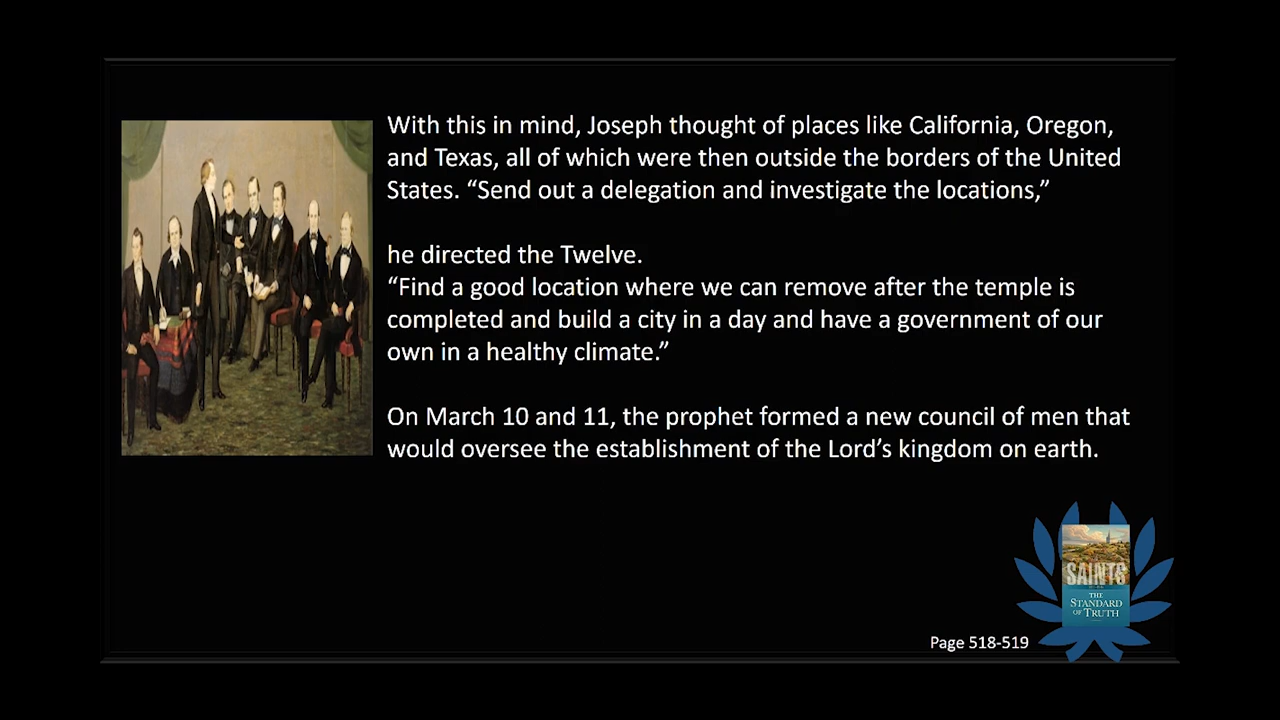 With this in mind, Joseph thought of places like California, Oregon,
and Texas, all of which were then outside the borders of the United
States. “Send out a delegation and investigate the locations,”
he directed the Twelve.
“Find a good location where we can remove after the temple is
completed and build a city in a day and have a government of our
own in a healthy climate.”
On March 10 and 11, the prophet formed a new council of men that
would oversee the establishment of the Lord’s kingdom on earth.
SAINTS
THE
STANDARD
OF TRUTH
Page 518-519